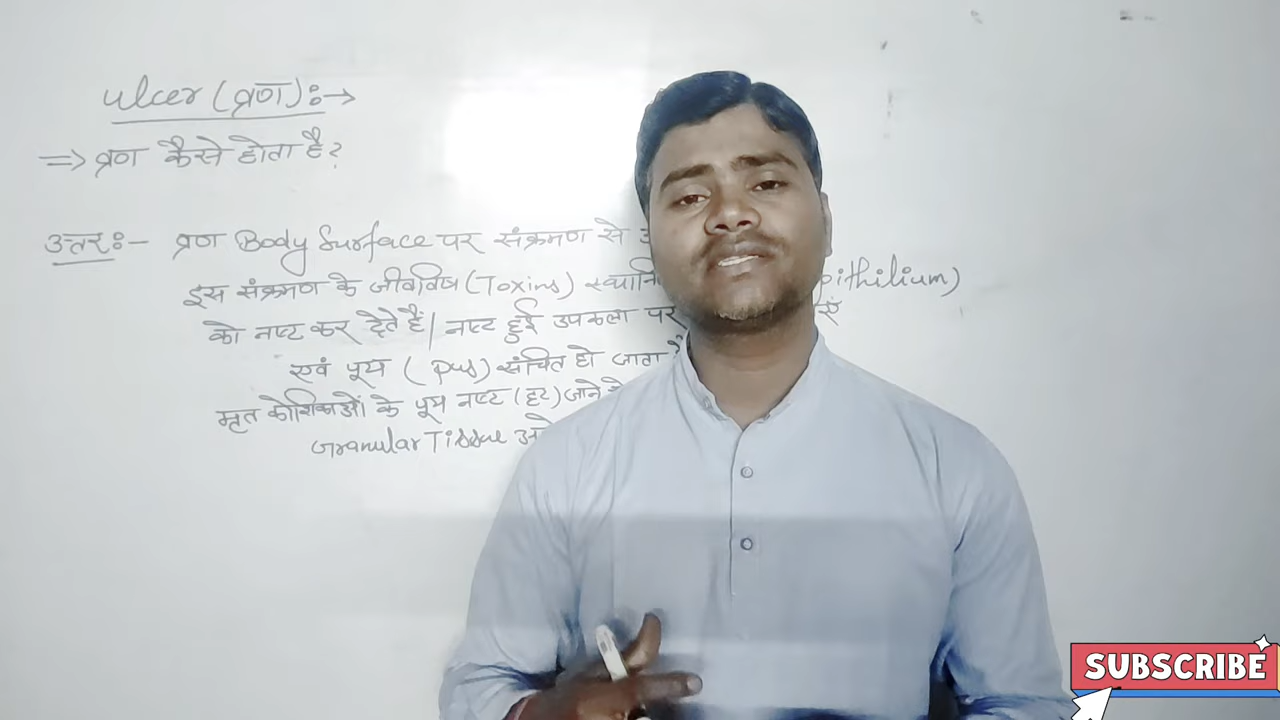 ulcer (व्रण) :→
⇒ व्रण कैसे होता है?
उत्तरः- व्रण Body Surface पर संक्रमण से
इस संक्रमण के जीवविष (Toxins) स्थानि pithilium)
को नष्ट कर देते हैं | नष्ट हुई उपकला पर
एवं पूय ( pus) संचित हो जाता
मृत कोशिकाओं के पूय नष्ट (हट) जाने
Granular Tissue
SUBSCRIBE